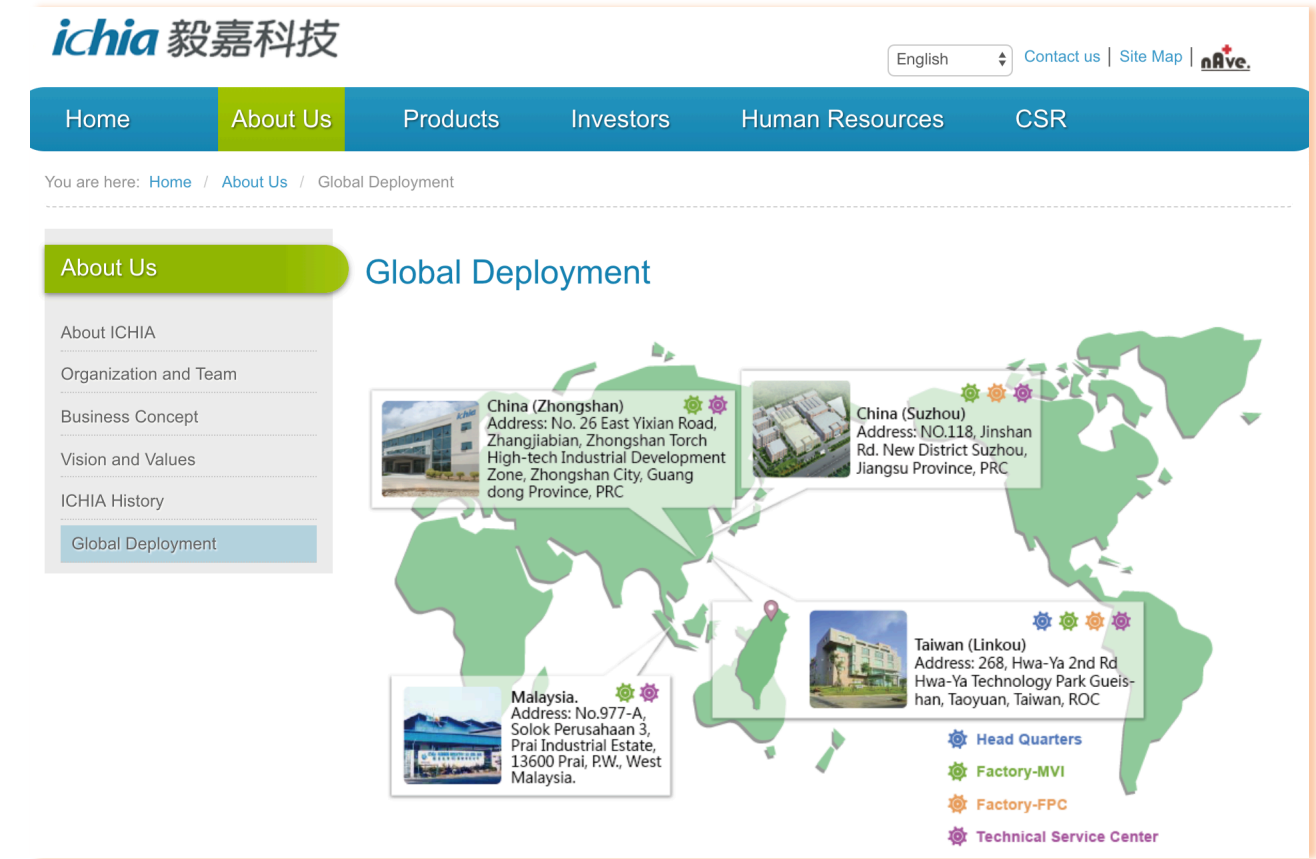 ichia 毅嘉科技
English
Contact us | Site Map | nAve.
Home About Us Products Investors Human Resources CSR
You are here: Home / About Us / Global Deployment
About Us
About ICHIA
Organization and Team
Business Concept
Vision and Values
ICHIA History
Global Deployment
Global Deployment
China (Zhongshan)
Address: No. 26 East Yixian Road,
Zhangjiabian, Zhongshan Torch
High-tech Industrial Development
Zone, Zhongshan City, Guang
dong Province, PRC
China (Suzhou)
Address: NO.118, Jinshan
Rd. New District Suzhou,
Jiangsu Province, PRC
Taiwan (Linkou)
Address: 268, Hwa-Ya 2nd Rd
Hwa-Ya Technology Park Gueis-
han, Taoyuan, Taiwan, ROC
Malaysia.
Address: No.977-A,
Solok Perusahaan 3,
Prai Industrial Estate,
13600 Prai, P.W., West
Malaysia.
Head Quarters
Factory-MVI
Factory-FPC
Technical Service Center